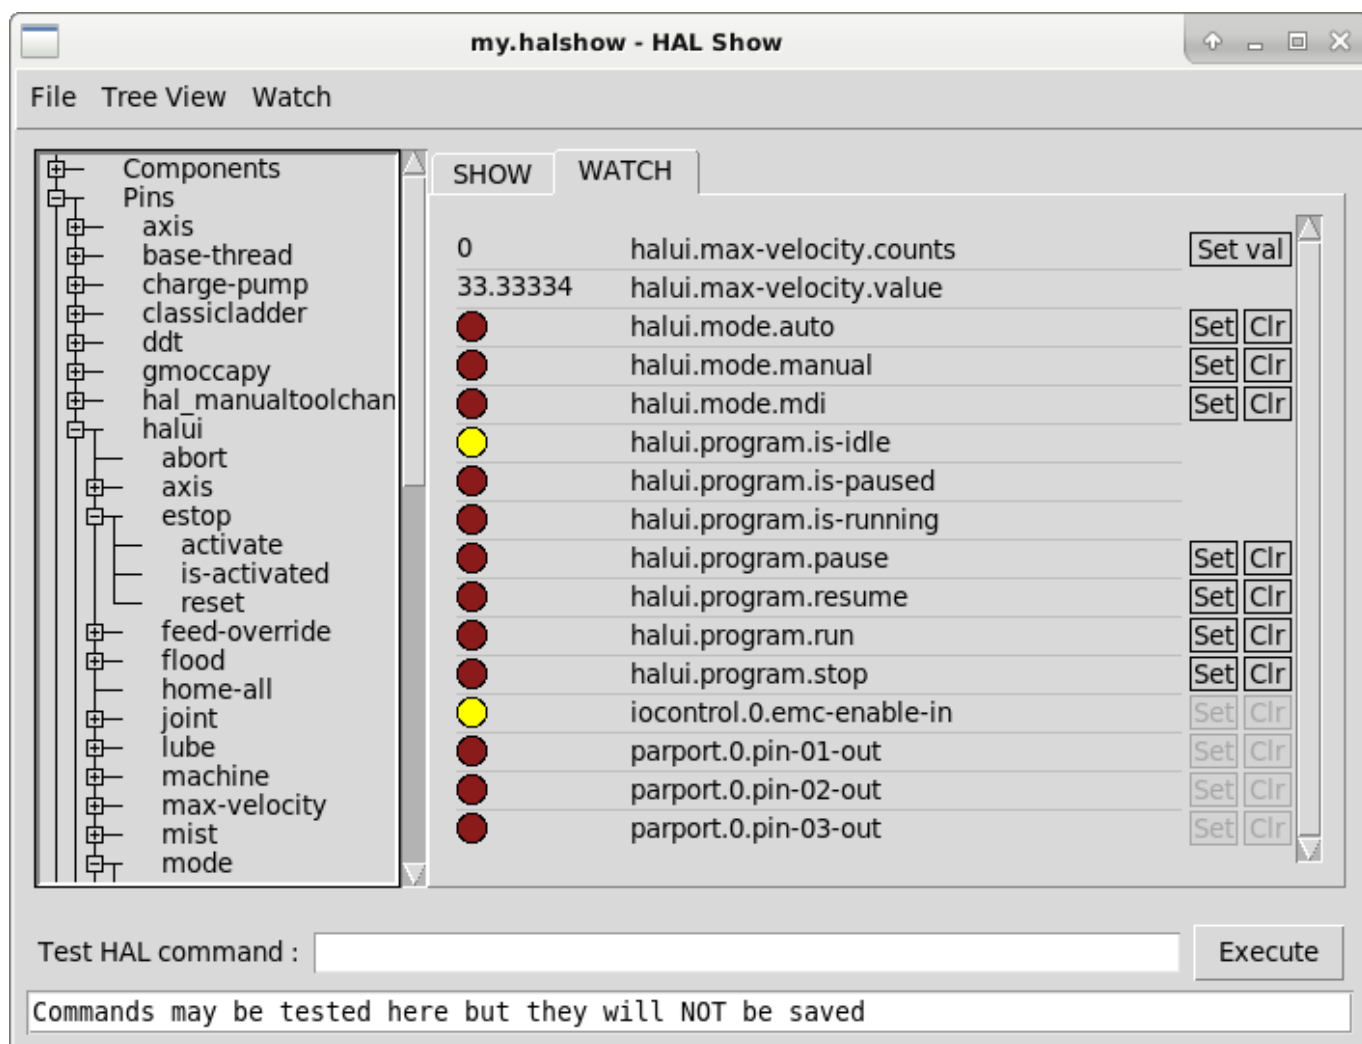 my.halshow - HAL Show
File Tree View Watch
Components
Pins
axis
base-thread
charge-pump
classicladder
ddt
gmoccapy
hal_manualtoolchan
halui
abort
axis
estop
activate
is-activated
reset
feed-override
flood
home-all
joint
lube
machine
max-velocity
mist
mode
SHOW WATCH
0 halui.max-velocity.counts Set val
33.33334 halui.max-velocity.value
halui.mode.auto Set Clr
halui.mode.manual Set Clr
halui.mode.mdi Set Clr
halui.program.is-idle
halui.program.is-paused
halui.program.is-running
halui.program.pause Set Clr
halui.program.resume Set Clr
halui.program.run Set Clr
halui.program.stop Set Clr
iocontrol.0.emc-enable-in Set Clr
parport.0.pin-01-out Set Clr
parport.0.pin-02-out Set Clr
parport.0.pin-03-out Set Clr
Test HAL command : Execute
Commands may be tested here but they will NOT be saved